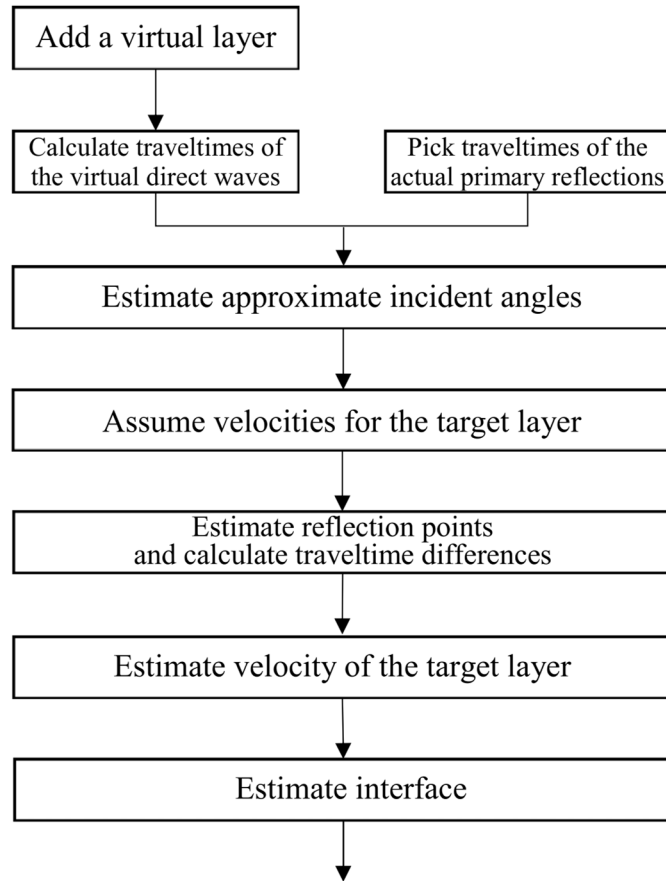 Add a virtual layer
Calculate traveltimes of
the virtual direct waves
Pick traveltimes of the
actual primary reflections
Estimate approximate incident angles
Assume velocities for the target layer
Estimate reflection points
and calculate traveltime differences
Estimate velocity of the target layer
Estimate interface